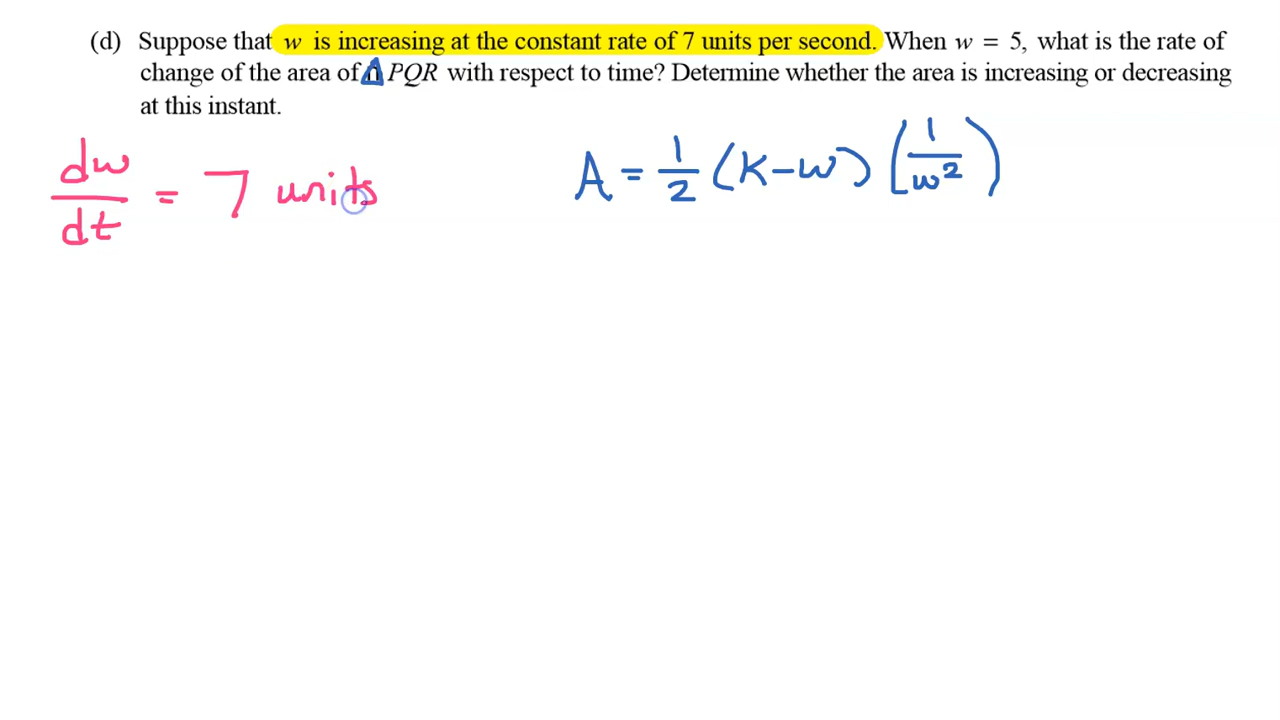 (d) Suppose that w is increasing at the constant rate of 7 units per second. When w = 5, what is the rate of
change of the area of Δ PQR with respect to time? Determine whether the area is increasing or decreasing
at this instant.
dw/dt = 7 units
A = 1/2 (K-w) (1/w²)